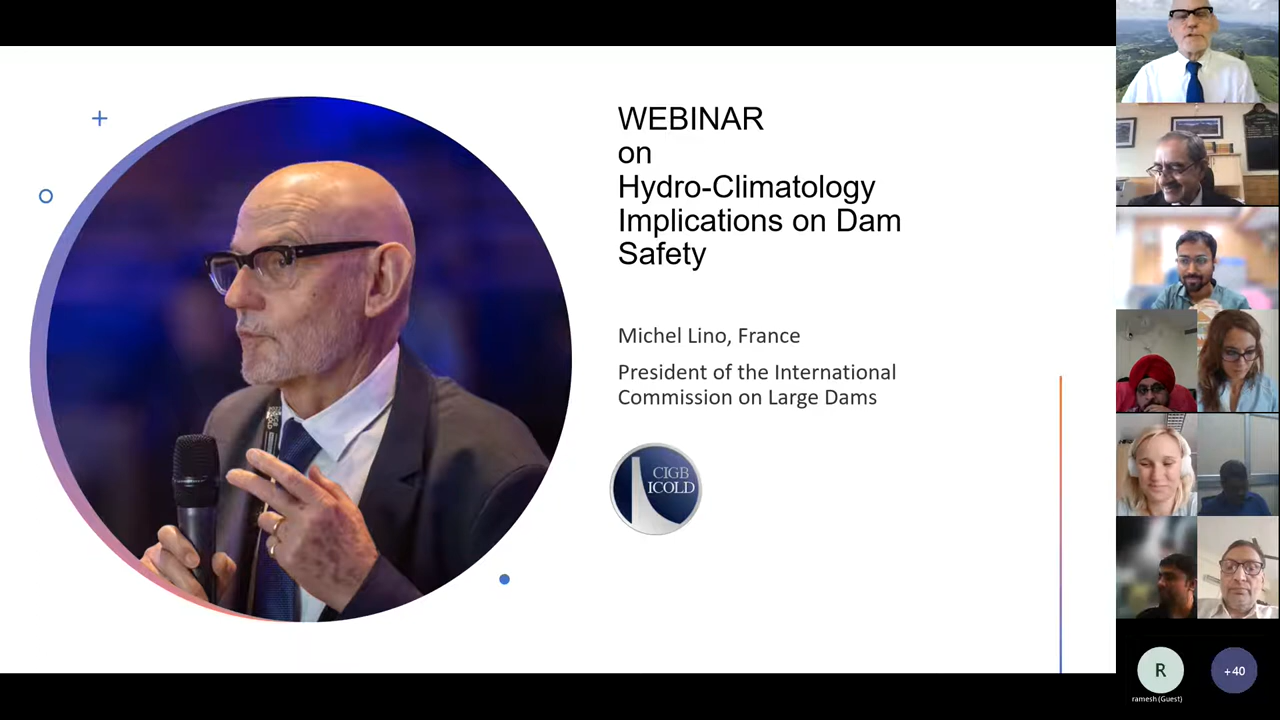 WEBINAR
on
Hydro-Climatology
Implications on Dam
Safety
Michel Lino, France
President of the International
Commission on Large Dams
CIGB
ICOLD
R
+40
ramesh (Guest)